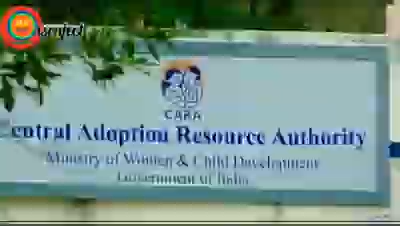 CARA
Central Adoption Resource Authority
Ministry of Women & Child Development
Government of India